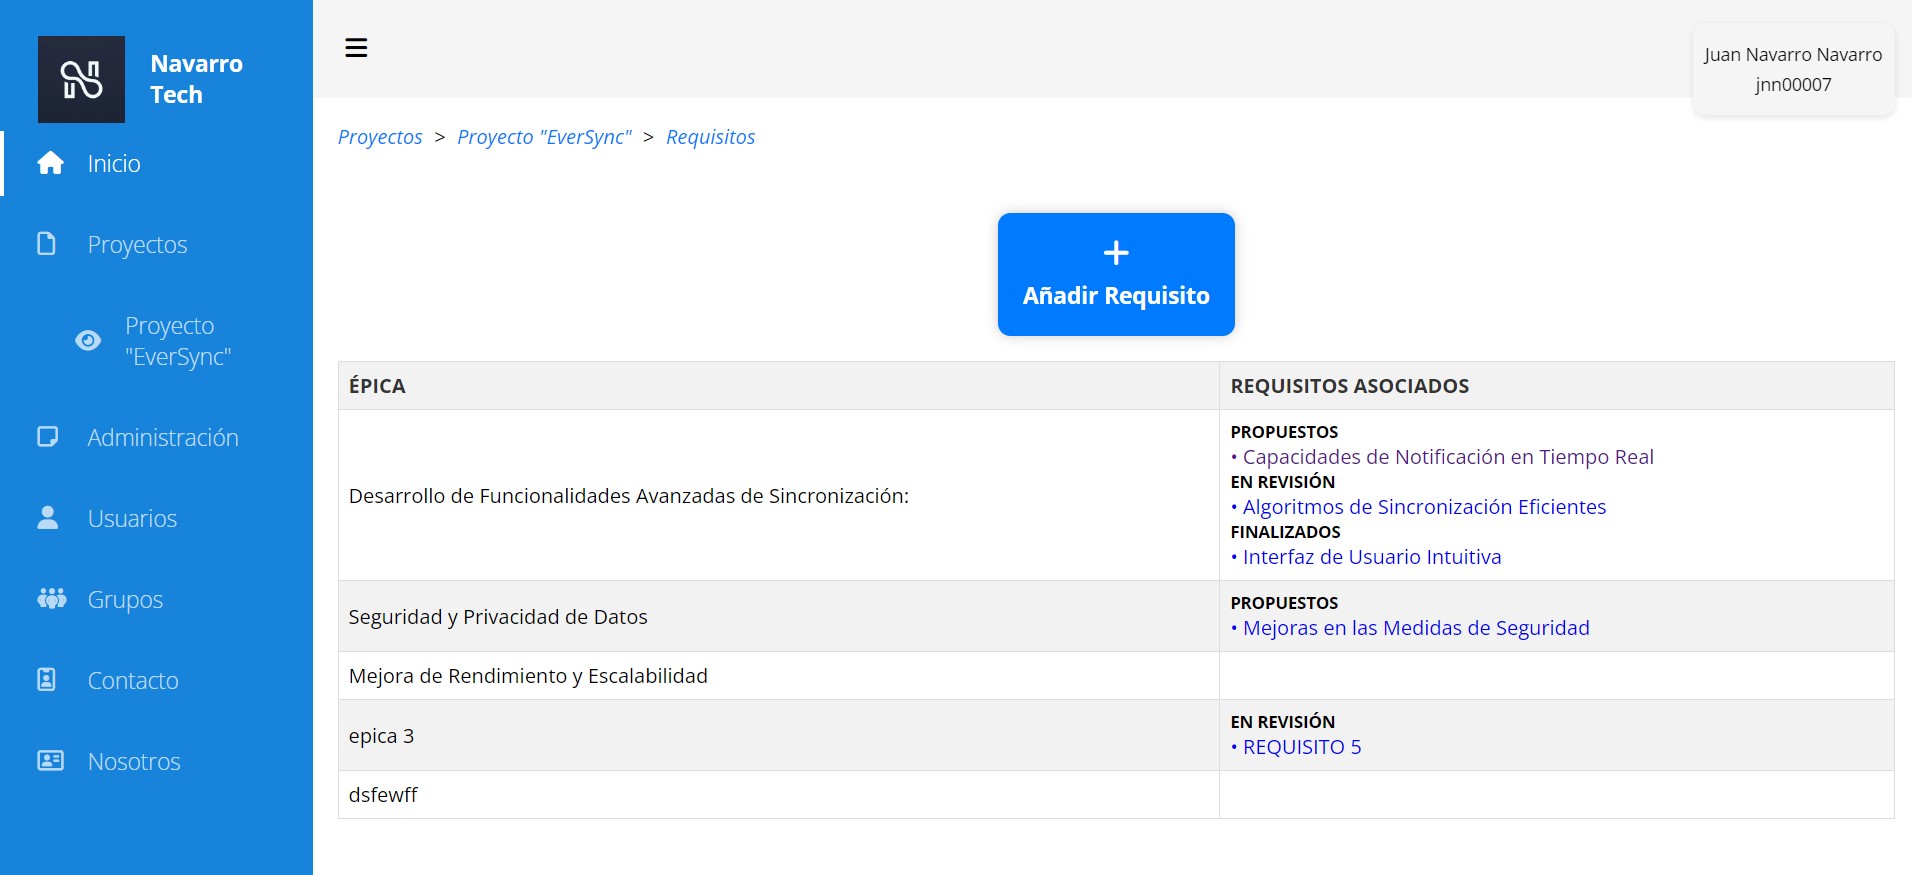 Navarro
Tech
Inicio
Proyectos
Proyecto
"EverSync"
Administración
Usuarios
Grupos
Contacto
Nosotros
Juan Navarro Navarro
jnn00007
Proyectos > Proyecto "EverSync" > Requisitos
Añadir Requisito
ÉPICA
REQUISITOS ASOCIADOS
Desarrollo de Funcionalidades Avanzadas de Sincronización:
PROPUESTOS
• Capacidades de Notificación en Tiempo Real
EN REVISIÓN
• Algoritmos de Sincronización Eficientes
FINALIZADOS
• Interfaz de Usuario Intuitiva
Seguridad y Privacidad de Datos
PROPUESTOS
• Mejoras en las Medidas de Seguridad
Mejora de Rendimiento y Escalabilidad
epica 3
EN REVISIÓN
• REQUISITO 5
dsfewff